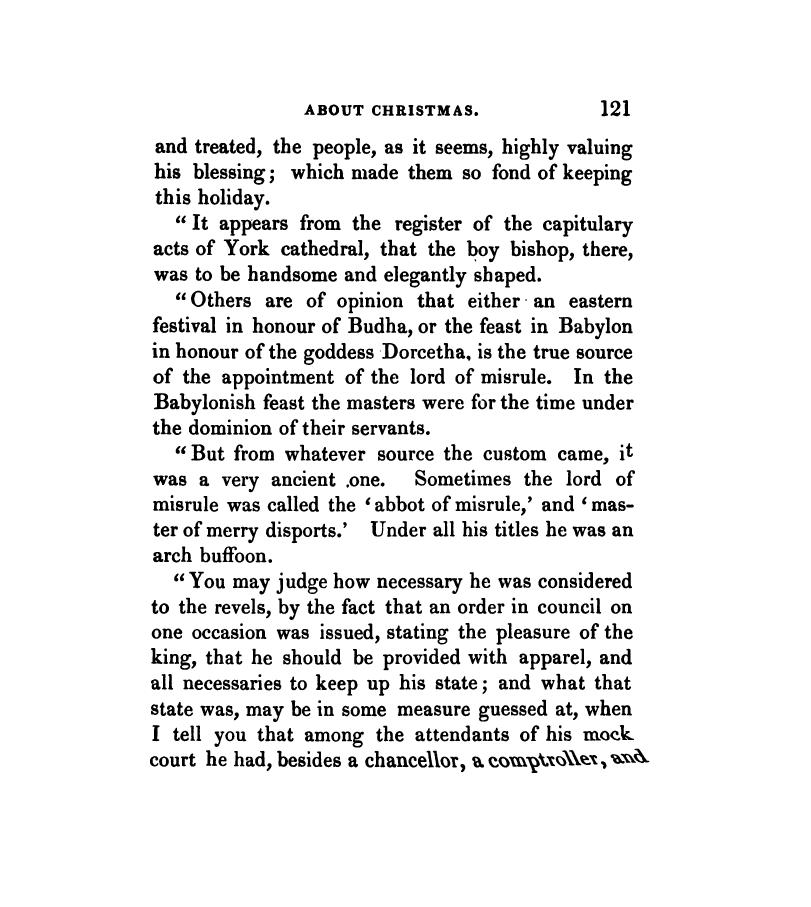 ABOUT CHRISTMAS. 121
and treated, the people, as it seems, highly valuing
his blessing; which made them so fond of keeping
this holiday.
“It appears from the register of the capitulary
acts of York cathedral, that the boy bishop, there,
was to be handsome and elegantly shaped.
“Others are of opinion that either an eastern
festival in honour of Budha, or the feast in Babylon
in honour of the goddess Dorcetha, is the true source
of the appointment of the lord of misrule. In the
Babylonish feast the masters were for the time under
the dominion of their servants.
“But from whatever source the custom came, it
was a very ancient one. Sometimes the lord of
misrule was called the ‘abbot of misrule,’ and ‘mas-
ter of merry disports.’ Under all his titles he was an
arch buffoon.
“You may judge how necessary he was considered
to the revels, by the fact that an order in council on
one occasion was issued, stating the pleasure of the
king, that he should be provided with apparel, and
all necessaries to keep up his state; and what that
state was, may be in some measure guessed at, when
I tell you that among the attendants of his mock
court he had, besides a chancellor, a comptroller, and